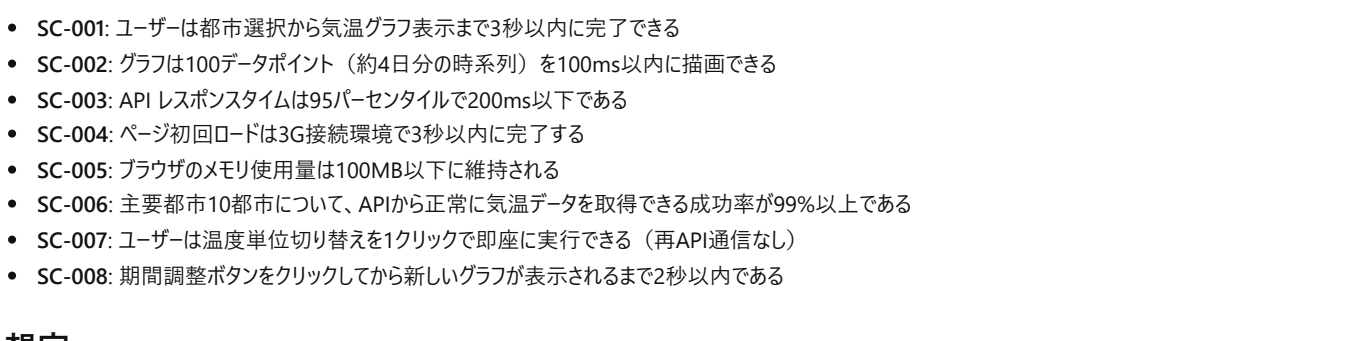 • SC-001: ユーザーは都市選択から気温グラフ表示まで3秒以内に完了できる
• SC-002: グラフは100データポイント（約4日分の時系列）を100ms以内に描画できる
• SC-003: API レスポンスタイムは95パーセンタイルで200ms以下である
• SC-004: ページ初回ロードは3G接続環境で3秒以内に完了する
• SC-005: ブラウザのメモリ使用量は100MB以下に維持される
• SC-006: 主要都市10都市について、APIから正常に気温データを取得できる成功率が99%以上である
• SC-007: ユーザーは温度単位切り替えを1クリックで即座に実行できる（再API通信なし）
• SC-008: 期間調整ボタンをクリックしてから新しいグラフが表示されるまで2秒以内である